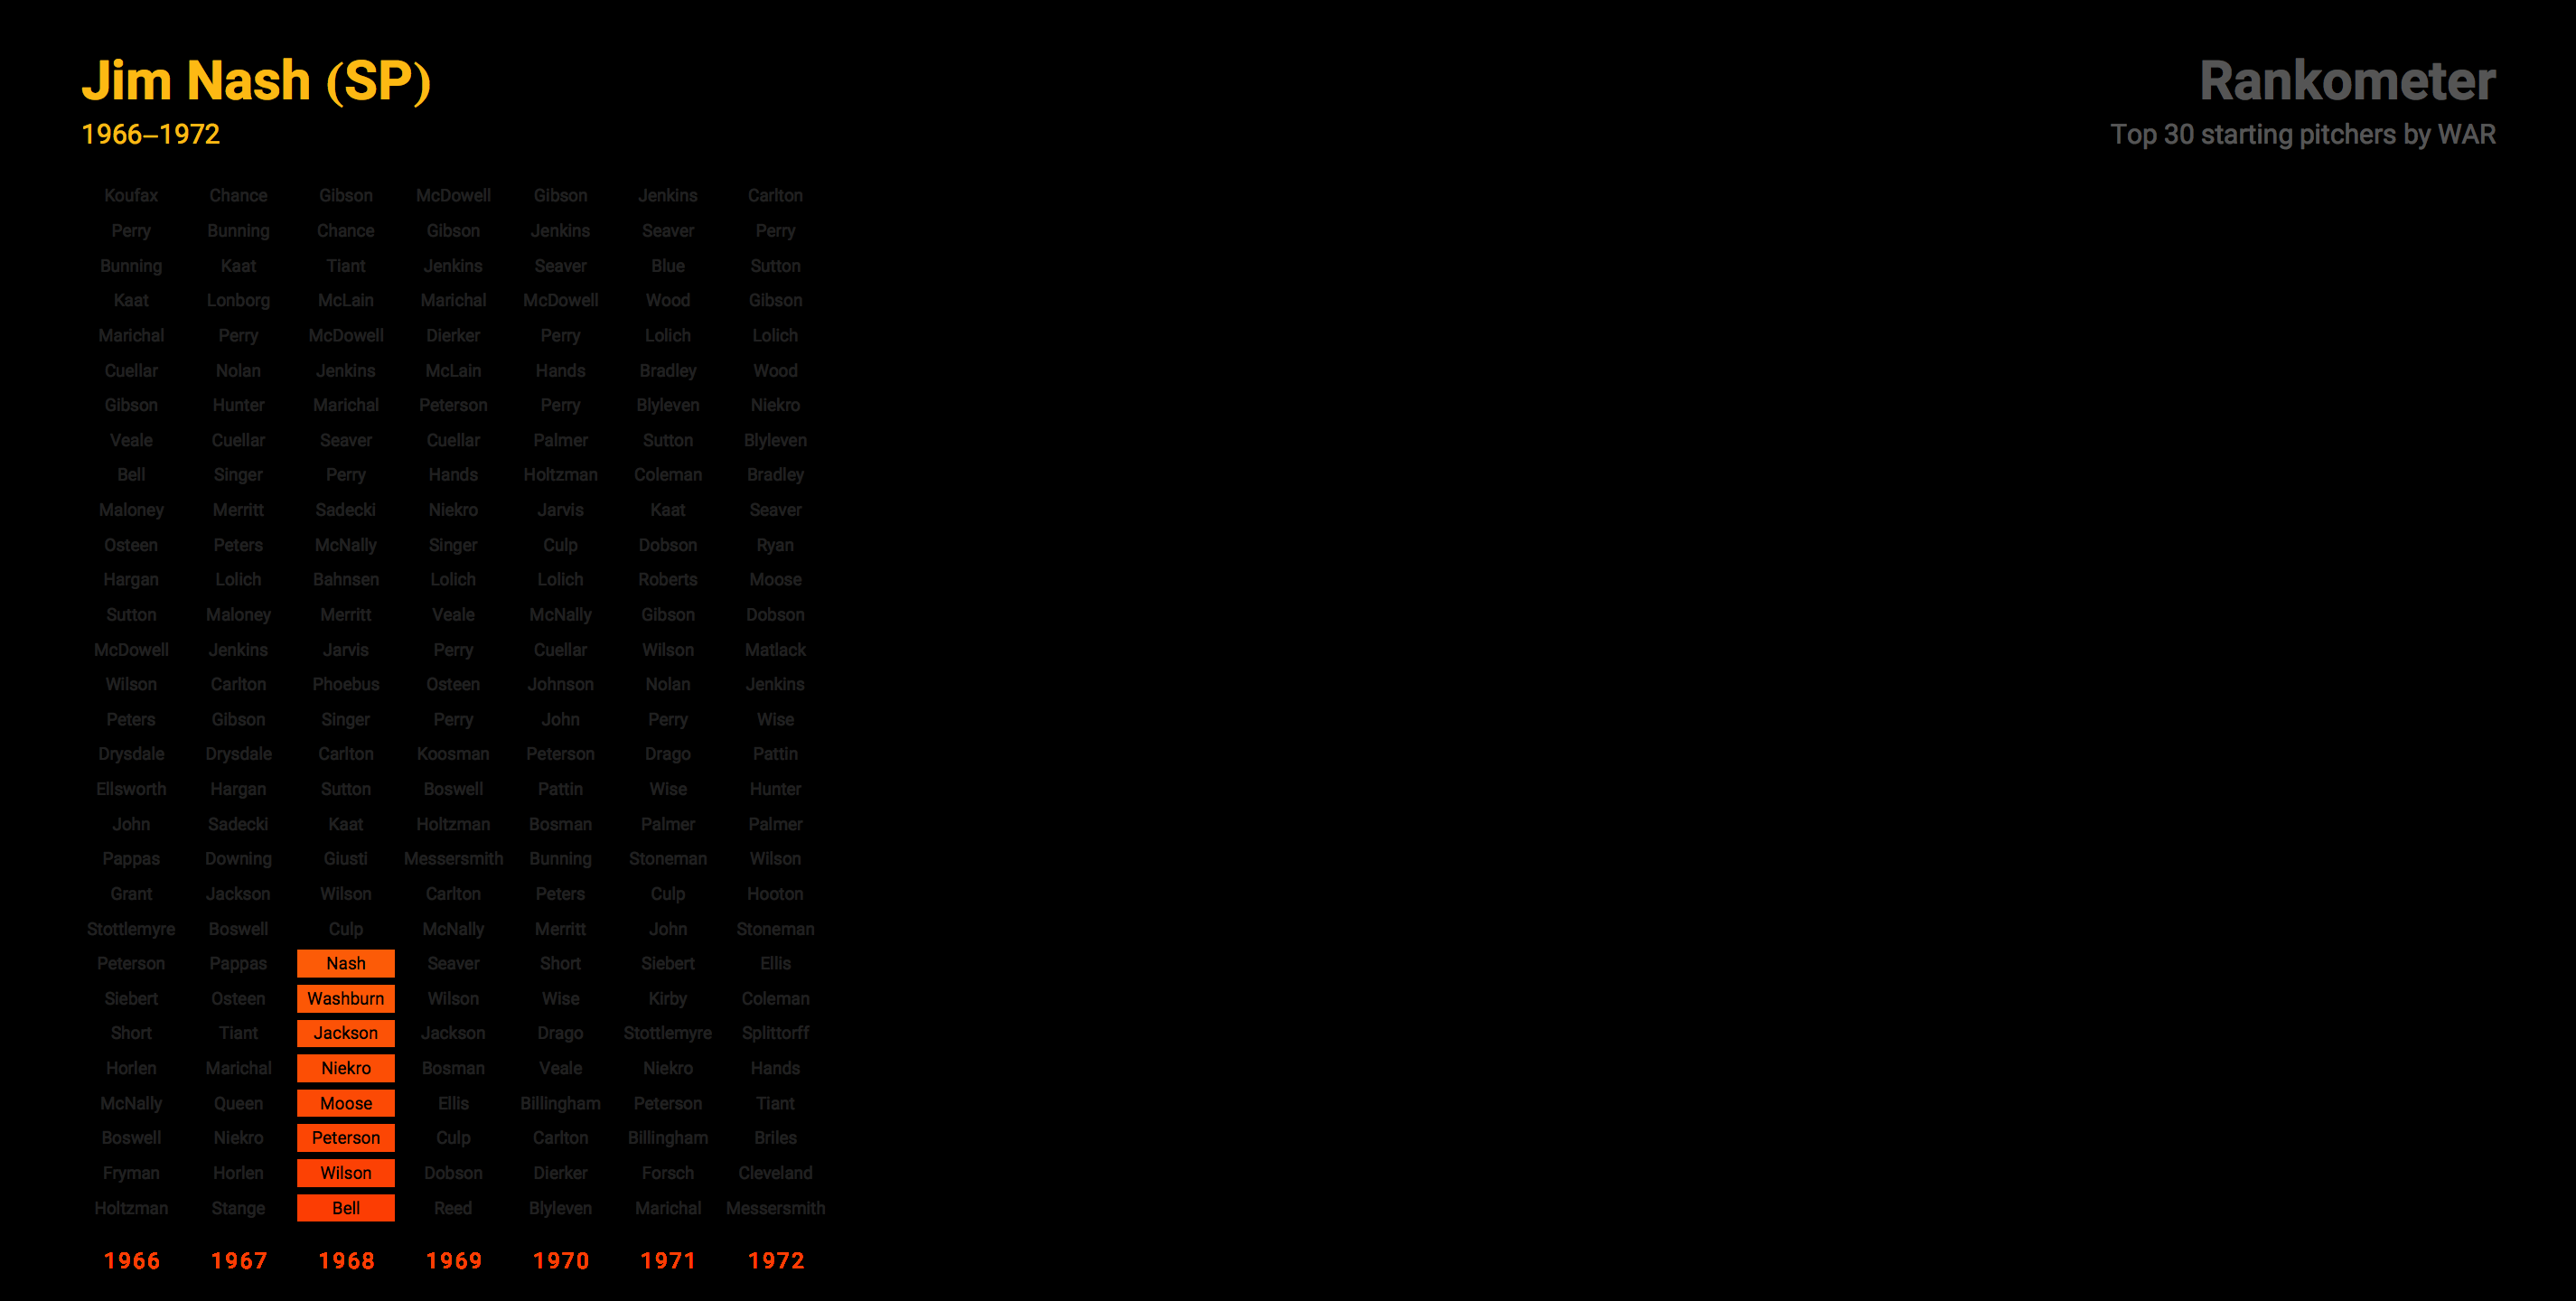 Jim Nash (SP)
1966–1972
Rankometer
Top 30 starting pitchers by WAR
Koufax Chance Gibson McDowell Gibson Jenkins Carlton
Perry Bunning Chance Gibson Jenkins Seaver Perry
Bunning Kaat Tiant Jenkins Seaver Blue Sutton
Kaat Lonborg McLain Marichal McDowell Wood Gibson
Marichal Perry McDowell Dierker Perry Lolich Lolich
Cuellar Nolan Jenkins McLain Hands Bradley Wood
Gibson Hunter Marichal Peterson Perry Blyleven Niekro
Veale Cuellar Seaver Cuellar Palmer Sutton Blyleven
Bell Singer Perry Hands Holtzman Coleman Bradley
Maloney Merritt Sadecki Niekro Jarvis Kaat Seaver
Osteen Peters McNally Singer Culp Dobson Ryan
Hargan Lolich Bahnsen Lolich Lolich Roberts Moose
Sutton Maloney Merritt Veale McNally Gibson Dobson
McDowell Jenkins Jarvis Perry Cuellar Wilson Matlack
Wilson Carlton Phoebus Osteen Johnson Nolan Jenkins
Peters Gibson Singer Perry John Perry Wise
Drysdale Drysdale Carlton Koosman Peterson Drago Pattin
Ellsworth Hargan Sutton Boswell Pattin Wise Hunter
John Sadecki Kaat Holtzman Bosman Palmer Palmer
Pappas Downing Giusti Messersmith Bunning Stoneman Wilson
Grant Jackson Wilson Carlton Peters Culp Hooton
Stottlemyre Boswell Culp McNally Merritt John Stoneman
Peterson Pappas Nash Seaver Short Siebert Ellis
Siebert Osteen Washburn Wilson Wise Kirby Coleman
Short Tiant Jackson Jackson Drago Stottlemyre Splittorff
Horlen Marichal Niekro Bosman Veale Niekro Hands
McNally Queen Moose Ellis Billingham Peterson Tiant
Boswell Niekro Peterson Culp Carlton Billingham Briles
Fryman Horlen Wilson Dobson Dierker Forsch Cleveland
Holtzman Stange Bell Reed Blyleven Marichal Messersmith
1966 1967 1968 1969 1970 1971 1972